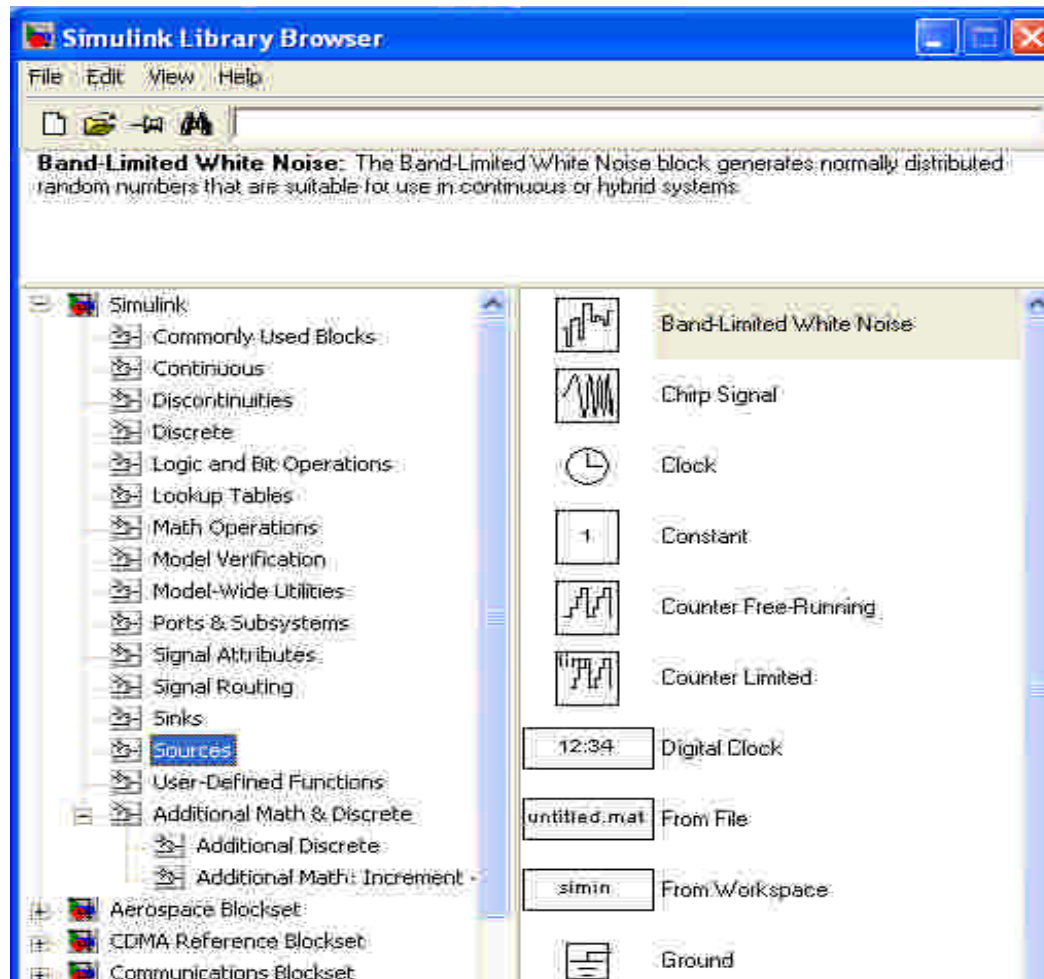 Simulink Library Browser
File Edit View Help
Band-Limited White Noise: The Band-Limited White Noise block generates normally distributed
random numbers that are suitable for use in continuous or hybrid systems
Simulink
Commonly Used Blocks
Continuous
Discontinuities
Discrete
Logic and Bit Operations
Lookup Tables
Math Operations
Model Verification
Model-Wide Utilities
Ports & Subsystems
Signal Attributes
Signal Routing
Sinks
Sources
User-Defined Functions
Additional Math & Discrete
Additional Discrete
Additional Math: Increment -
Aerospace Blockset
CDMA Reference Blockset
Communications Blockset
Band-Limited White Noise
Chirp Signal
Clock
1 Constant
Counter Free-Running
Counter Limited
12:34 Digital Clock
untitled.mat From File
simin From Workspace
Ground